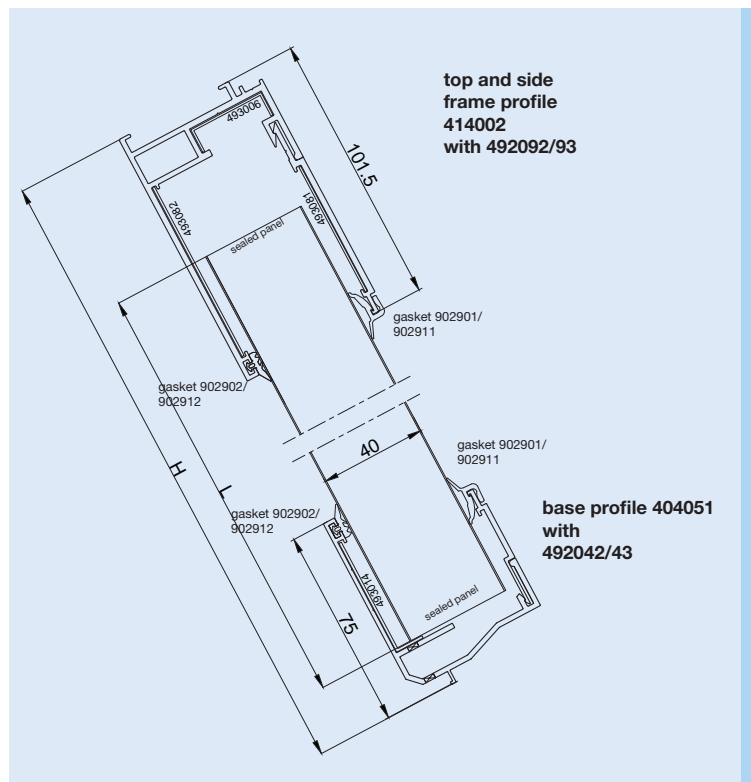 top and side
frame profile
414002
with 492092/93
493006
101.5
493082
493081
sealed panel
gasket 902901/
902911
gasket 902902/
902912
40
gasket 902901/
902911
H
L
gasket 902902/
902912
base profile 404051
with
492042/43
493014
sealed panel
75